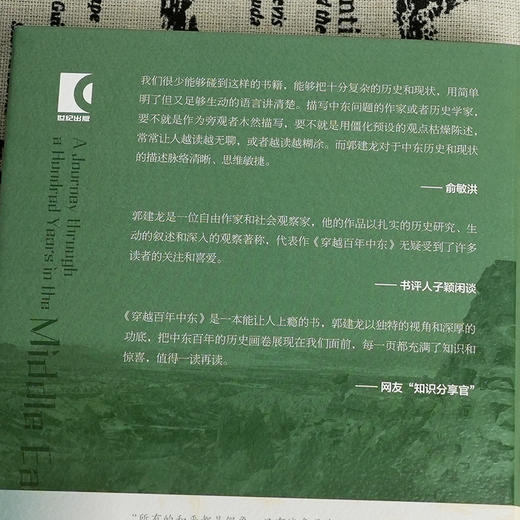 我们很少能够碰到这样的书籍，能够把十分复杂的历史和现状，用简单
明了但又足够生动的语言讲清楚。描写中东问题的作家或者历史学家，
要不就是作为旁观者木然描写，要不就是用僵化预设的观点枯燥陈述，
常常让人越读越无聊，或者越读越糊涂。而郭建龙对于中东历史和现状
的描述脉络清晰、思维敏捷。
——俞敏洪
郭建龙是一位自由作家和社会观察家，他的作品以扎实的历史研究、生
动的叙述和深入的观察著称，代表作《穿越百年中东》无疑受到了许多
读者的关注和喜爱。
——书评人子颖闲谈
《穿越百年中东》是一本能让人上瘾的书，郭建龙以独特的视角和深厚的
功底，把中东百年的历史画卷展现在我们面前，每一页都充满了知识和
惊喜，值得一读再读。
——网友“知识分享官”
世纪出版
A Journey through
a Hundred Years in the
Middle Ea